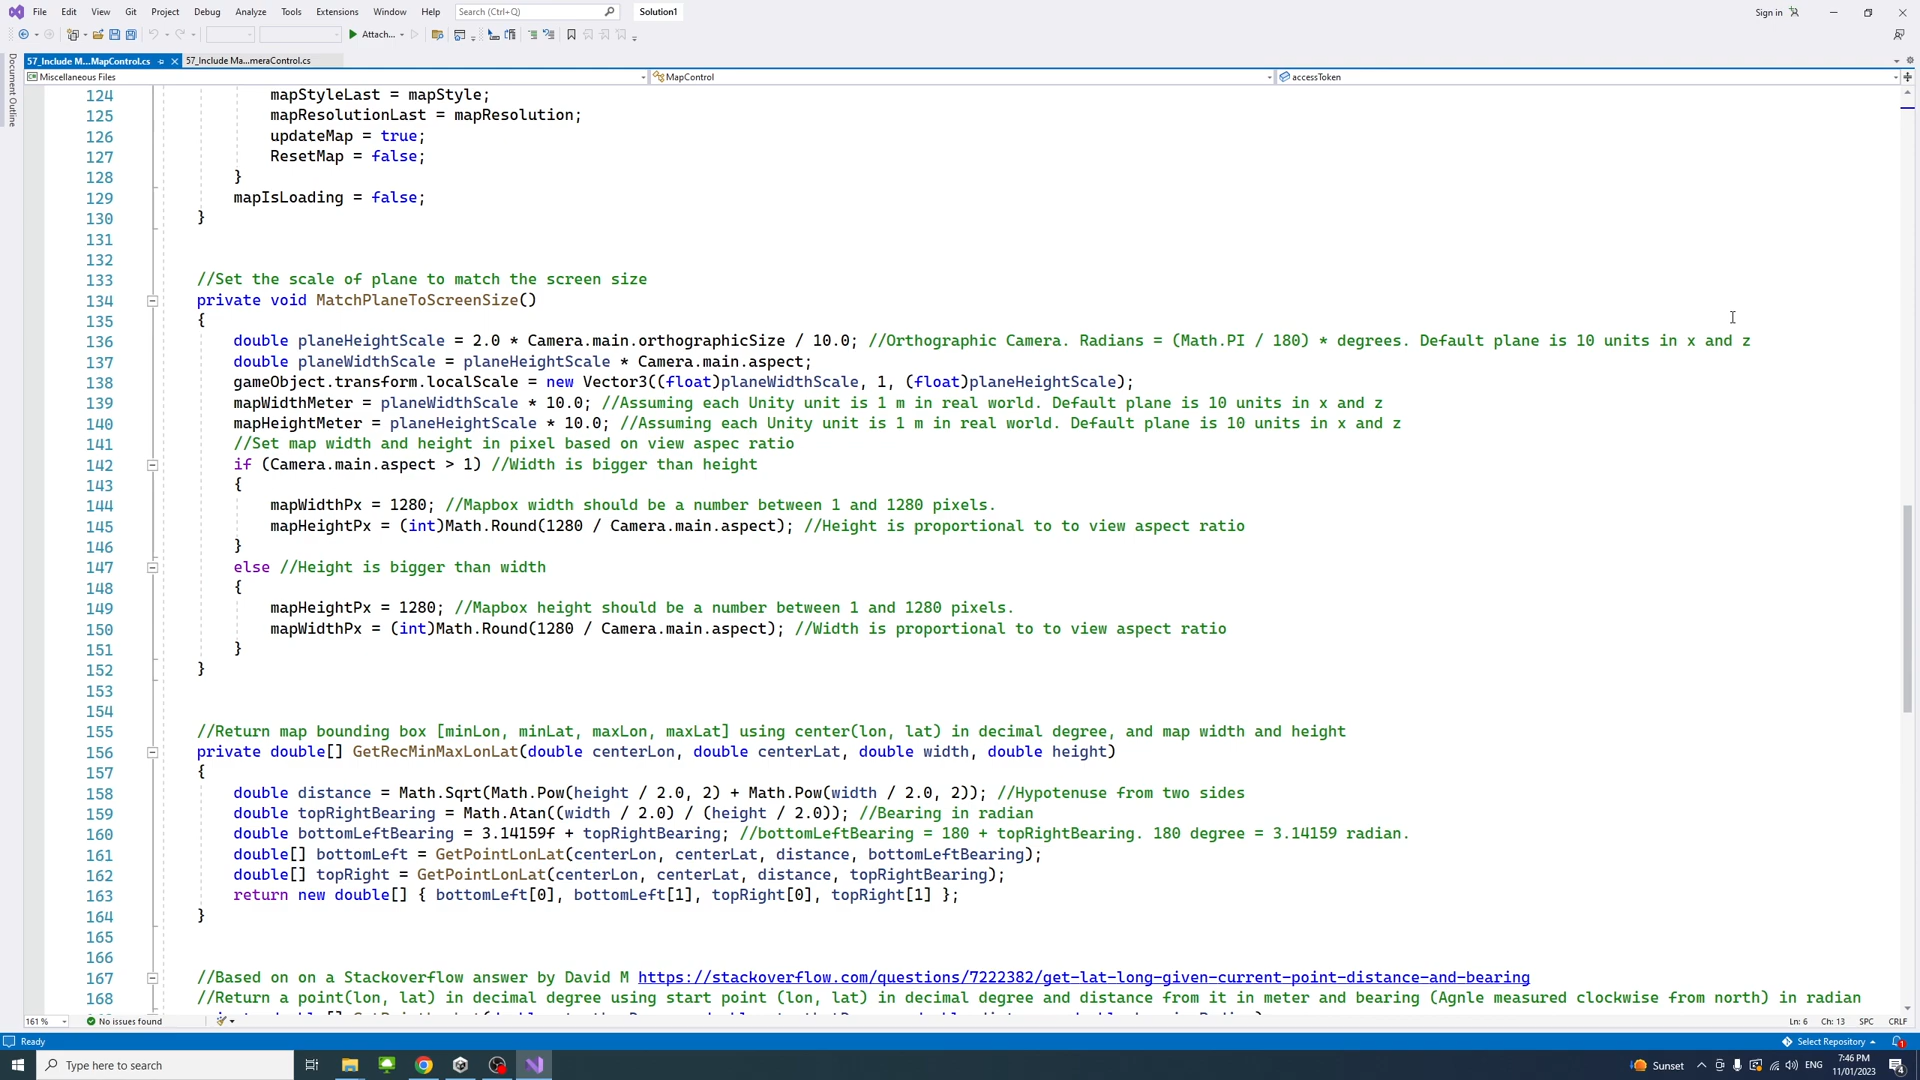 File Edit View Git Project Debug Analyze Tools Extensions Window Help Search (Ctrl+Q) Solution1 Sign in
Attach...
57_Include M...MapControl.cs 57_Include Ma...meraControl.cs
Document Outline
Miscellaneous Files MapControl accessToken
124 mapStyleLast = mapStyle;
125 mapResolutionLast = mapResolution;
126 updateMap = true;
127 ResetMap = false;
128 }
129 mapIsLoading = false;
130 }
131
132
133 //Set the scale of plane to match the screen size
134 private void MatchPlaneToScreenSize()
135 {
136 double planeHeightScale = 2.0 * Camera.main.orthographicSize / 10.0; //Orthographic Camera. Radians = (Math.PI / 180) * degrees. Default plane is 10 units in x and z
137 double planeWidthScale = planeHeightScale * Camera.main.aspect;
138 gameObject.transform.localScale = new Vector3((float)planeWidthScale, 1, (float)planeHeightScale);
139 mapWidthMeter = planeWidthScale * 10.0; //Assuming each Unity unit is 1 m in real world. Default plane is 10 units in x and z
140 mapHeightMeter = planeHeightScale * 10.0; //Assuming each Unity unit is 1 m in real world. Default plane is 10 units in x and z
141 //Set map width and height in pixel based on view aspec ratio
142 if (Camera.main.aspect > 1) //Width is bigger than height
143 {
144 mapWidthPx = 1280; //Mapbox width should be a number between 1 and 1280 pixels.
145 mapHeightPx = (int)Math.Round(1280 / Camera.main.aspect); //Height is proportional to to view aspect ratio
146 }
147 else //Height is bigger than width
148 {
149 mapHeightPx = 1280; //Mapbox height should be a number between 1 and 1280 pixels.
150 mapWidthPx = (int)Math.Round(1280 / Camera.main.aspect); //Width is proportional to to view aspect ratio
151 }
152 }
153
154
155 //Return map bounding box [minLon, minLat, maxLon, maxLat] using center(lon, lat) in decimal degree, and map width and height
156 private double[] GetRecMinMaxLonLat(double centerLon, double centerLat, double width, double height)
157 {
158 double distance = Math.Sqrt(Math.Pow(height / 2.0, 2) + Math.Pow(width / 2.0, 2)); //Hypotenuse from two sides
159 double topRightBearing = Math.Atan((width / 2.0) / (height / 2.0)); //Bearing in radian
160 double bottomLeftBearing = 3.14159f + topRightBearing; //bottomLeftBearing = 180 + topRightBearing. 180 degree = 3.14159 radian.
161 double[] bottomLeft = GetPointLonLat(centerLon, centerLat, distance, bottomLeftBearing);
162 double[] topRight = GetPointLonLat(centerLon, centerLat, distance, topRightBearing);
163 return new double[] { bottomLeft[0], bottomLeft[1], topRight[0], topRight[1] };
164 }
165
166
167 //Based on on a Stackoverflow answer by David M https://stackoverflow.com/questions/7222382/get-lat-long-given-current-point-distance-and-bearing
168 //Return a point(lon, lat) in decimal degree using start point (lon, lat) in decimal degree and distance from it in meter and bearing (Agnle measured clockwise from north) in radian
161 % No issues found Ln: 6 Ch: 13 SPC CRLF
Ready Select Repository 1
Type here to search Sunset ENG 7:46 PM 11/01/2023 4